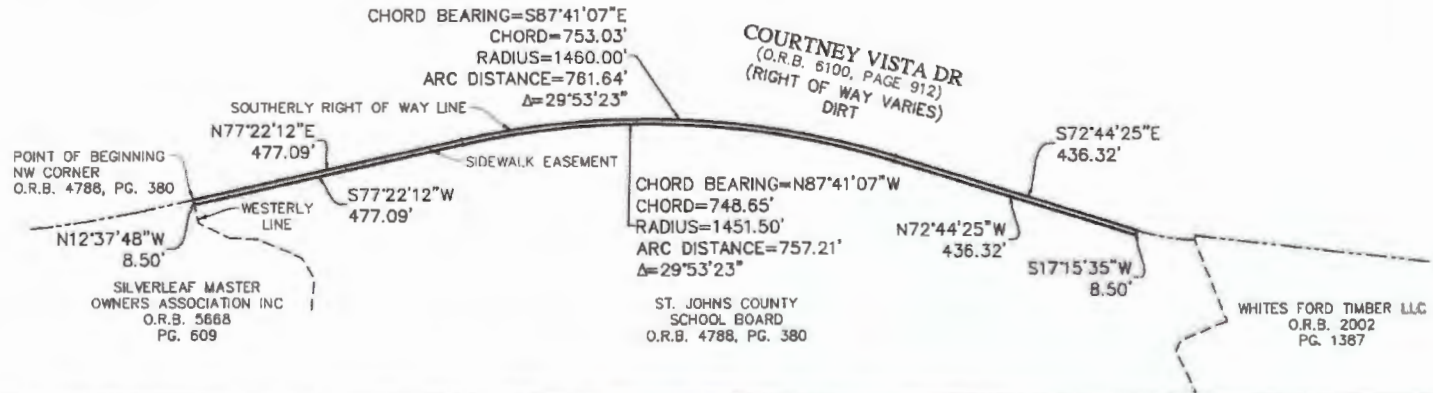 CHORD BEARING=S87°41'07"E
CHORD=753.03'
RADIUS=1460.00'
ARC DISTANCE=761.64'
Δ=29°53'23"
COURTNEY VISTA DR
(O.R.B. 6100, PAGE 912)
(RIGHT OF WAY VARIES)
DIRT
SOUTHERLY RIGHT OF WAY LINE
N77°22'12"E
477.09'
S72°44'25"E
436.32'
POINT OF BEGINNING
NW CORNER
O.R.B. 4788, PG. 380
SIDEWALK EASEMENT
S77°22'12"W
477.09'
WESTERLY
LINE
N12°37'48"W
8.50'
CHORD BEARING=N87°41'07"W
CHORD=748.65'
RADIUS=1451.50'
ARC DISTANCE=757.21'
Δ=29°53'23"
N72°44'25"W
436.32'
S17°15'35"W
8.50'
SILVERLEAF MASTER
OWNERS ASSOCIATION INC
O.R.B. 5668
PG. 609
ST. JOHNS COUNTY
SCHOOL BOARD
O.R.B. 4788, PG. 380
WHITES FORD TIMBER LLC
O.R.B. 2002
PG. 1387